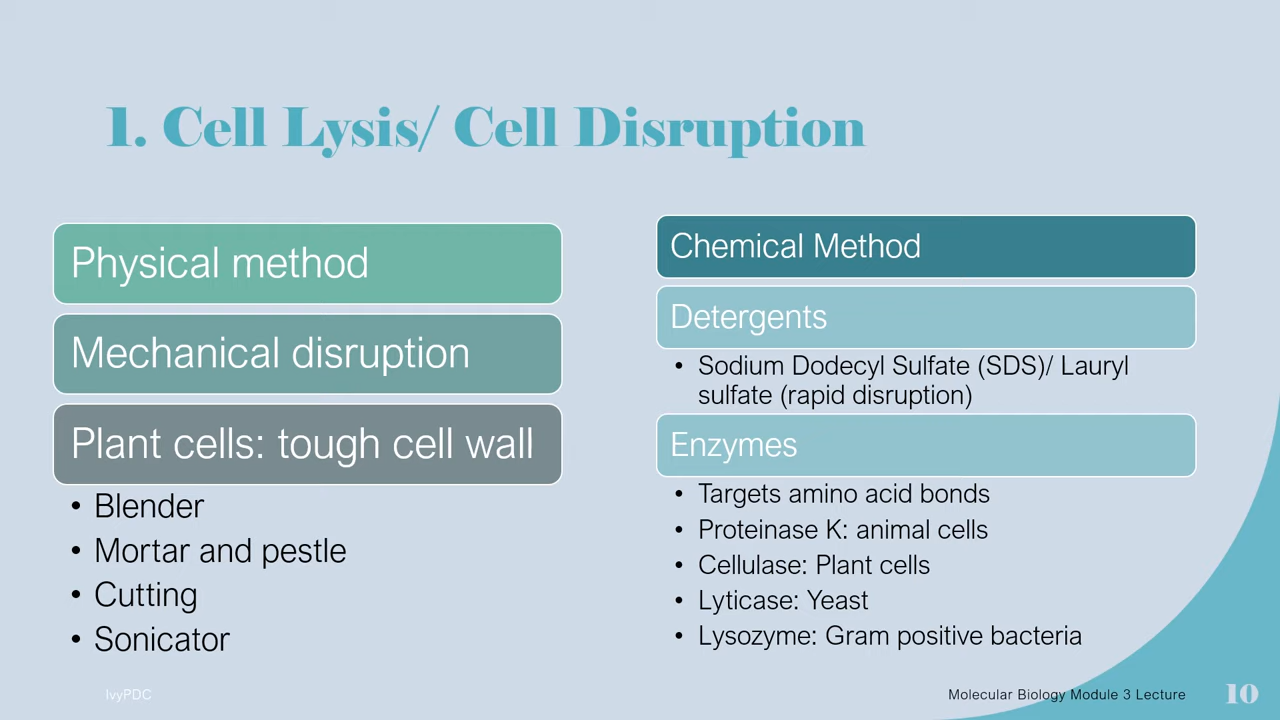 1. Cell Lysis/ Cell Disruption
Physical method
Mechanical disruption
Plant cells: tough cell wall
• Blender
• Mortar and pestle
• Cutting
• Sonicator
Chemical Method
Detergents
• Sodium Dodecyl Sulfate (SDS)/ Lauryl
sulfate (rapid disruption)
Enzymes
• Targets amino acid bonds
• Proteinase K: animal cells
• Cellulase: Plant cells
• Lyticase: Yeast
• Lysozyme: Gram positive bacteria
IvyPDC
Molecular Biology Module 3 Lecture
10